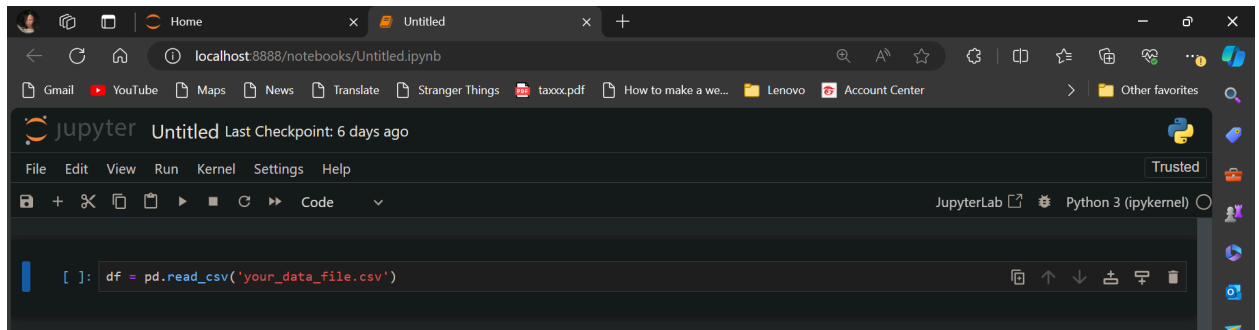 Home
Untitled
localhost:8888/notebooks/Untitled.ipynb
Gmail YouTube Maps News Translate Stranger Things PDF taxxx.pdf How to make a we... Lenovo Account Center Other favorites
jupyter Untitled Last Checkpoint: 6 days ago
File Edit View Run Kernel Settings Help Trusted
Code JupyterLab Python 3 (ipykernel)
[ ]: df = pd.read_csv('your_data_file.csv')